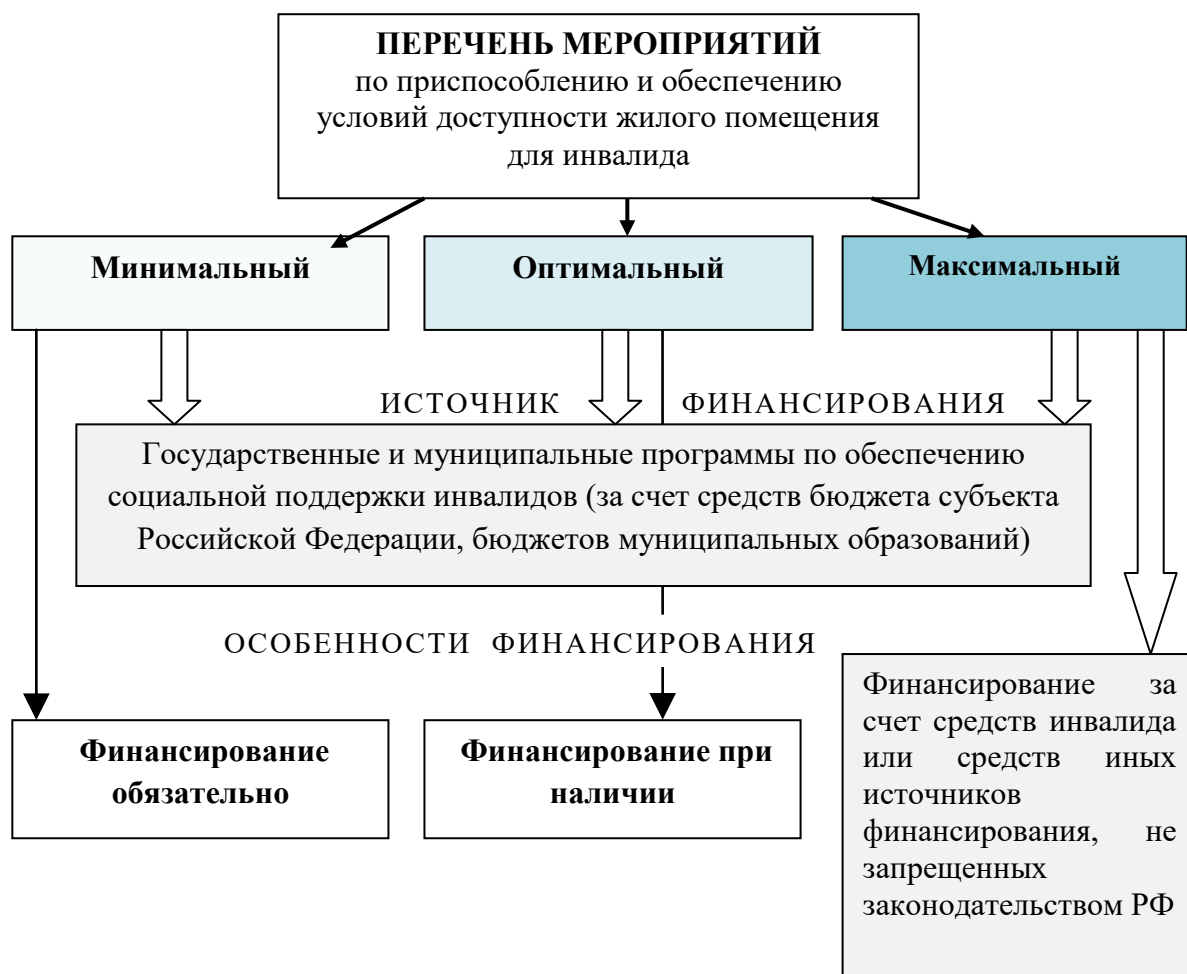 ПЕРЕЧЕНЬ МЕРОПРИЯТИЙ
по приспособлению и обеспечению
условий доступности жилого помещения
для инвалида
Минимальный
Оптимальный
Максимальный
ИСТОЧНИК ФИНАНСИРОВАНИЯ
Государственные и муниципальные программы по обеспечению
социальной поддержки инвалидов (за счет средств бюджета субъекта
Российской Федерации, бюджетов муниципальных образований)
ОСОБЕННОСТИ ФИНАНСИРОВАНИЯ
Финансирование
обязательно
Финансирование при
наличии
Финансирование за
счет средств инвалида
или средств иных
источников
финансирования, не
запрещенных
законодательством РФ